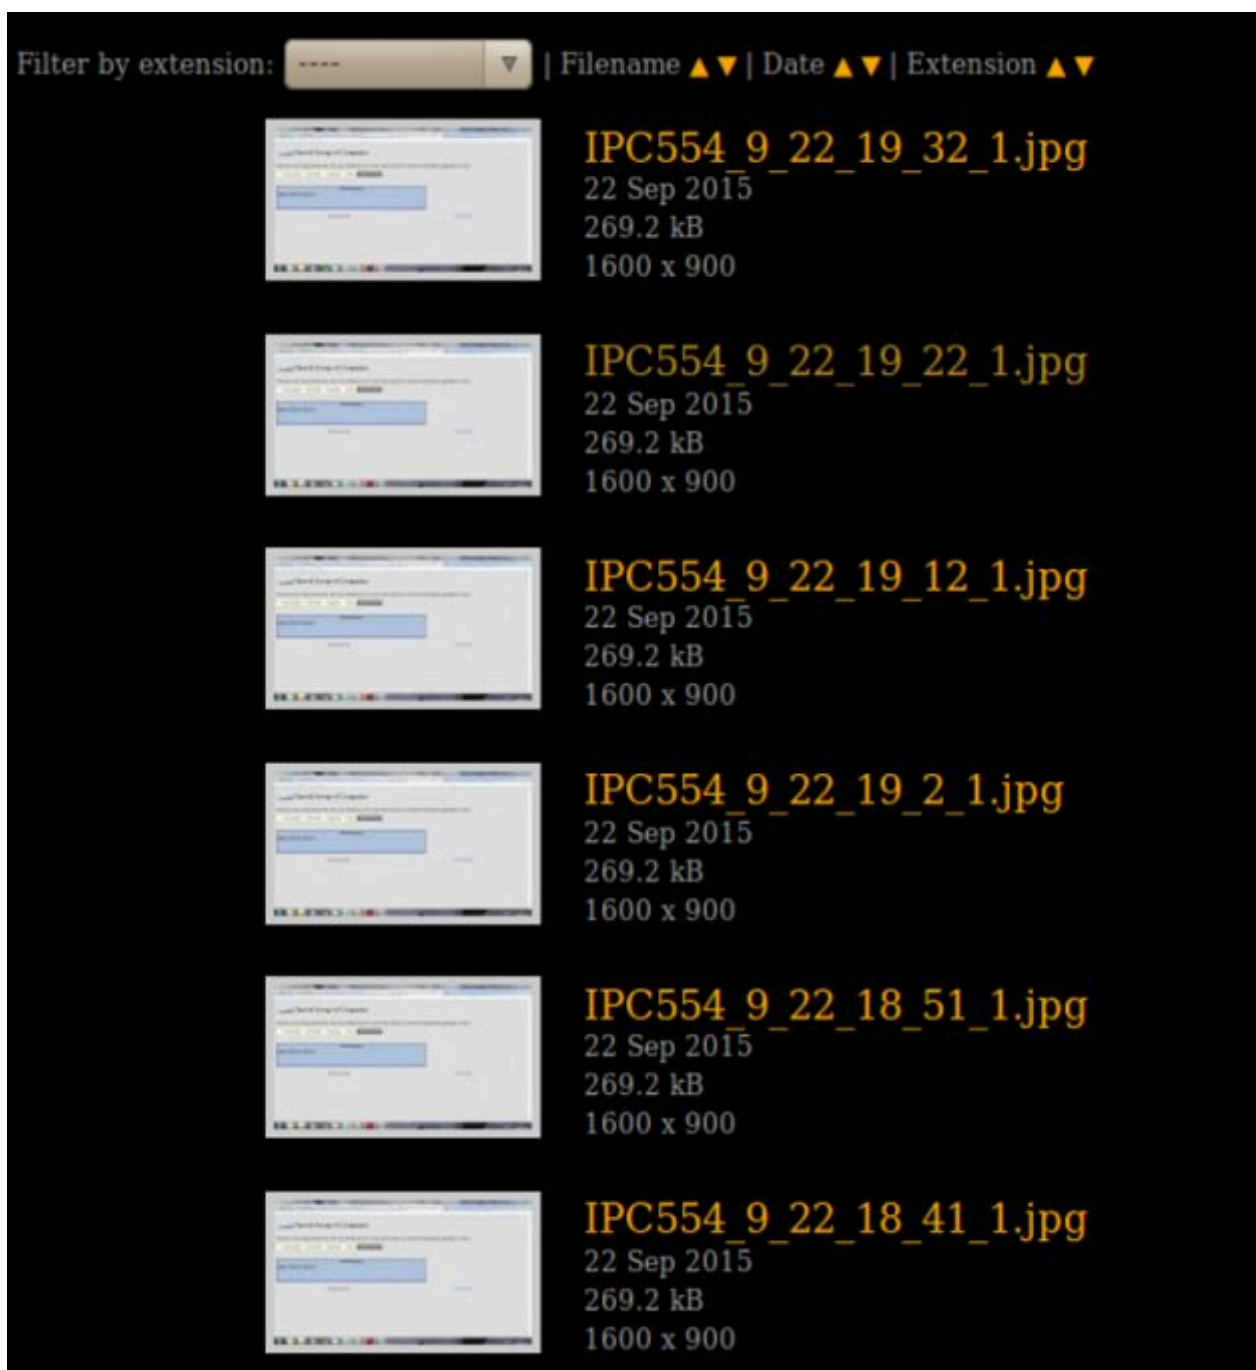 Filter by extension: ---- ▼ | Filename ▲ ▼ | Date ▲ ▼ | Extension ▲ ▼
IPC554_9_22_19_32_1.jpg
22 Sep 2015
269.2 kB
1600 x 900
IPC554_9_22_19_22_1.jpg
22 Sep 2015
269.2 kB
1600 x 900
IPC554_9_22_19_12_1.jpg
22 Sep 2015
269.2 kB
1600 x 900
IPC554_9_22_19_2_1.jpg
22 Sep 2015
269.2 kB
1600 x 900
IPC554_9_22_18_51_1.jpg
22 Sep 2015
269.2 kB
1600 x 900
IPC554_9_22_18_41_1.jpg
22 Sep 2015
269.2 kB
1600 x 900